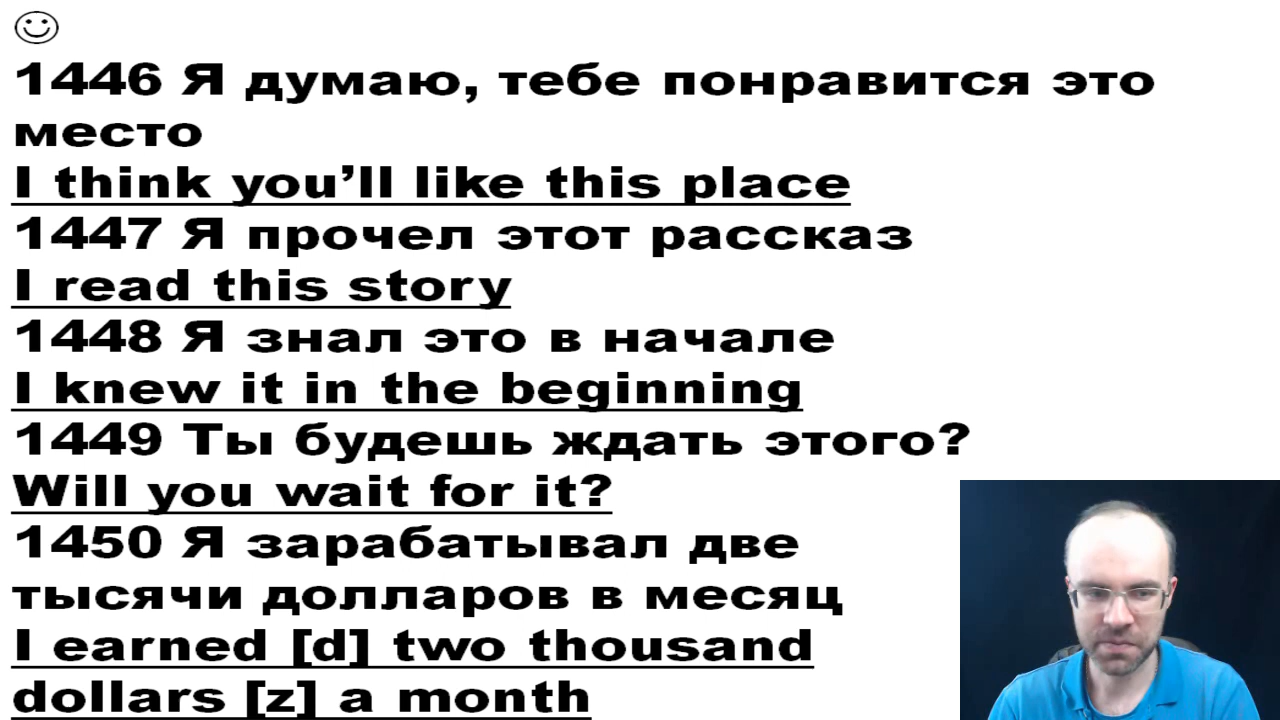 1446 Я думаю, тебе понравится это
место
I think you’ll like this place
1447 Я прочел этот рассказ
I read this story
1448 Я знал это в начале
I knew it in the beginning
1449 Ты будешь ждать этого?
Will you wait for it?
1450 Я зарабатывал две
тысячи долларов в месяц
I earned [d] two thousand
dollars [z] a month